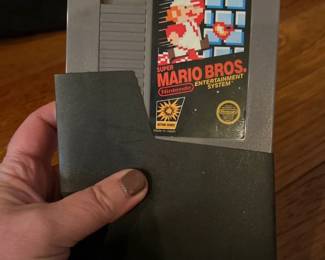 SUPER
MARIO BROS.
Nintendo
ENTERTAINMENT
SYSTEM